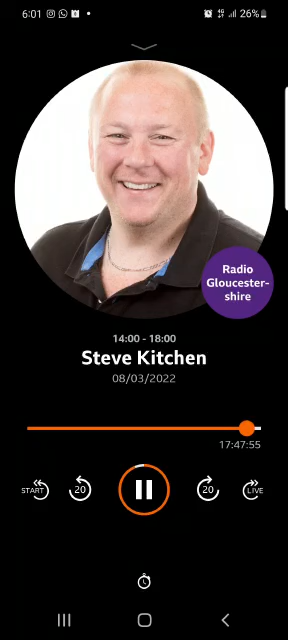 6:01
26%
Radio
Gloucester-
shire
14:00 - 18:00
Steve Kitchen
08/03/2022
17:47:55
START
20
20
LIVE